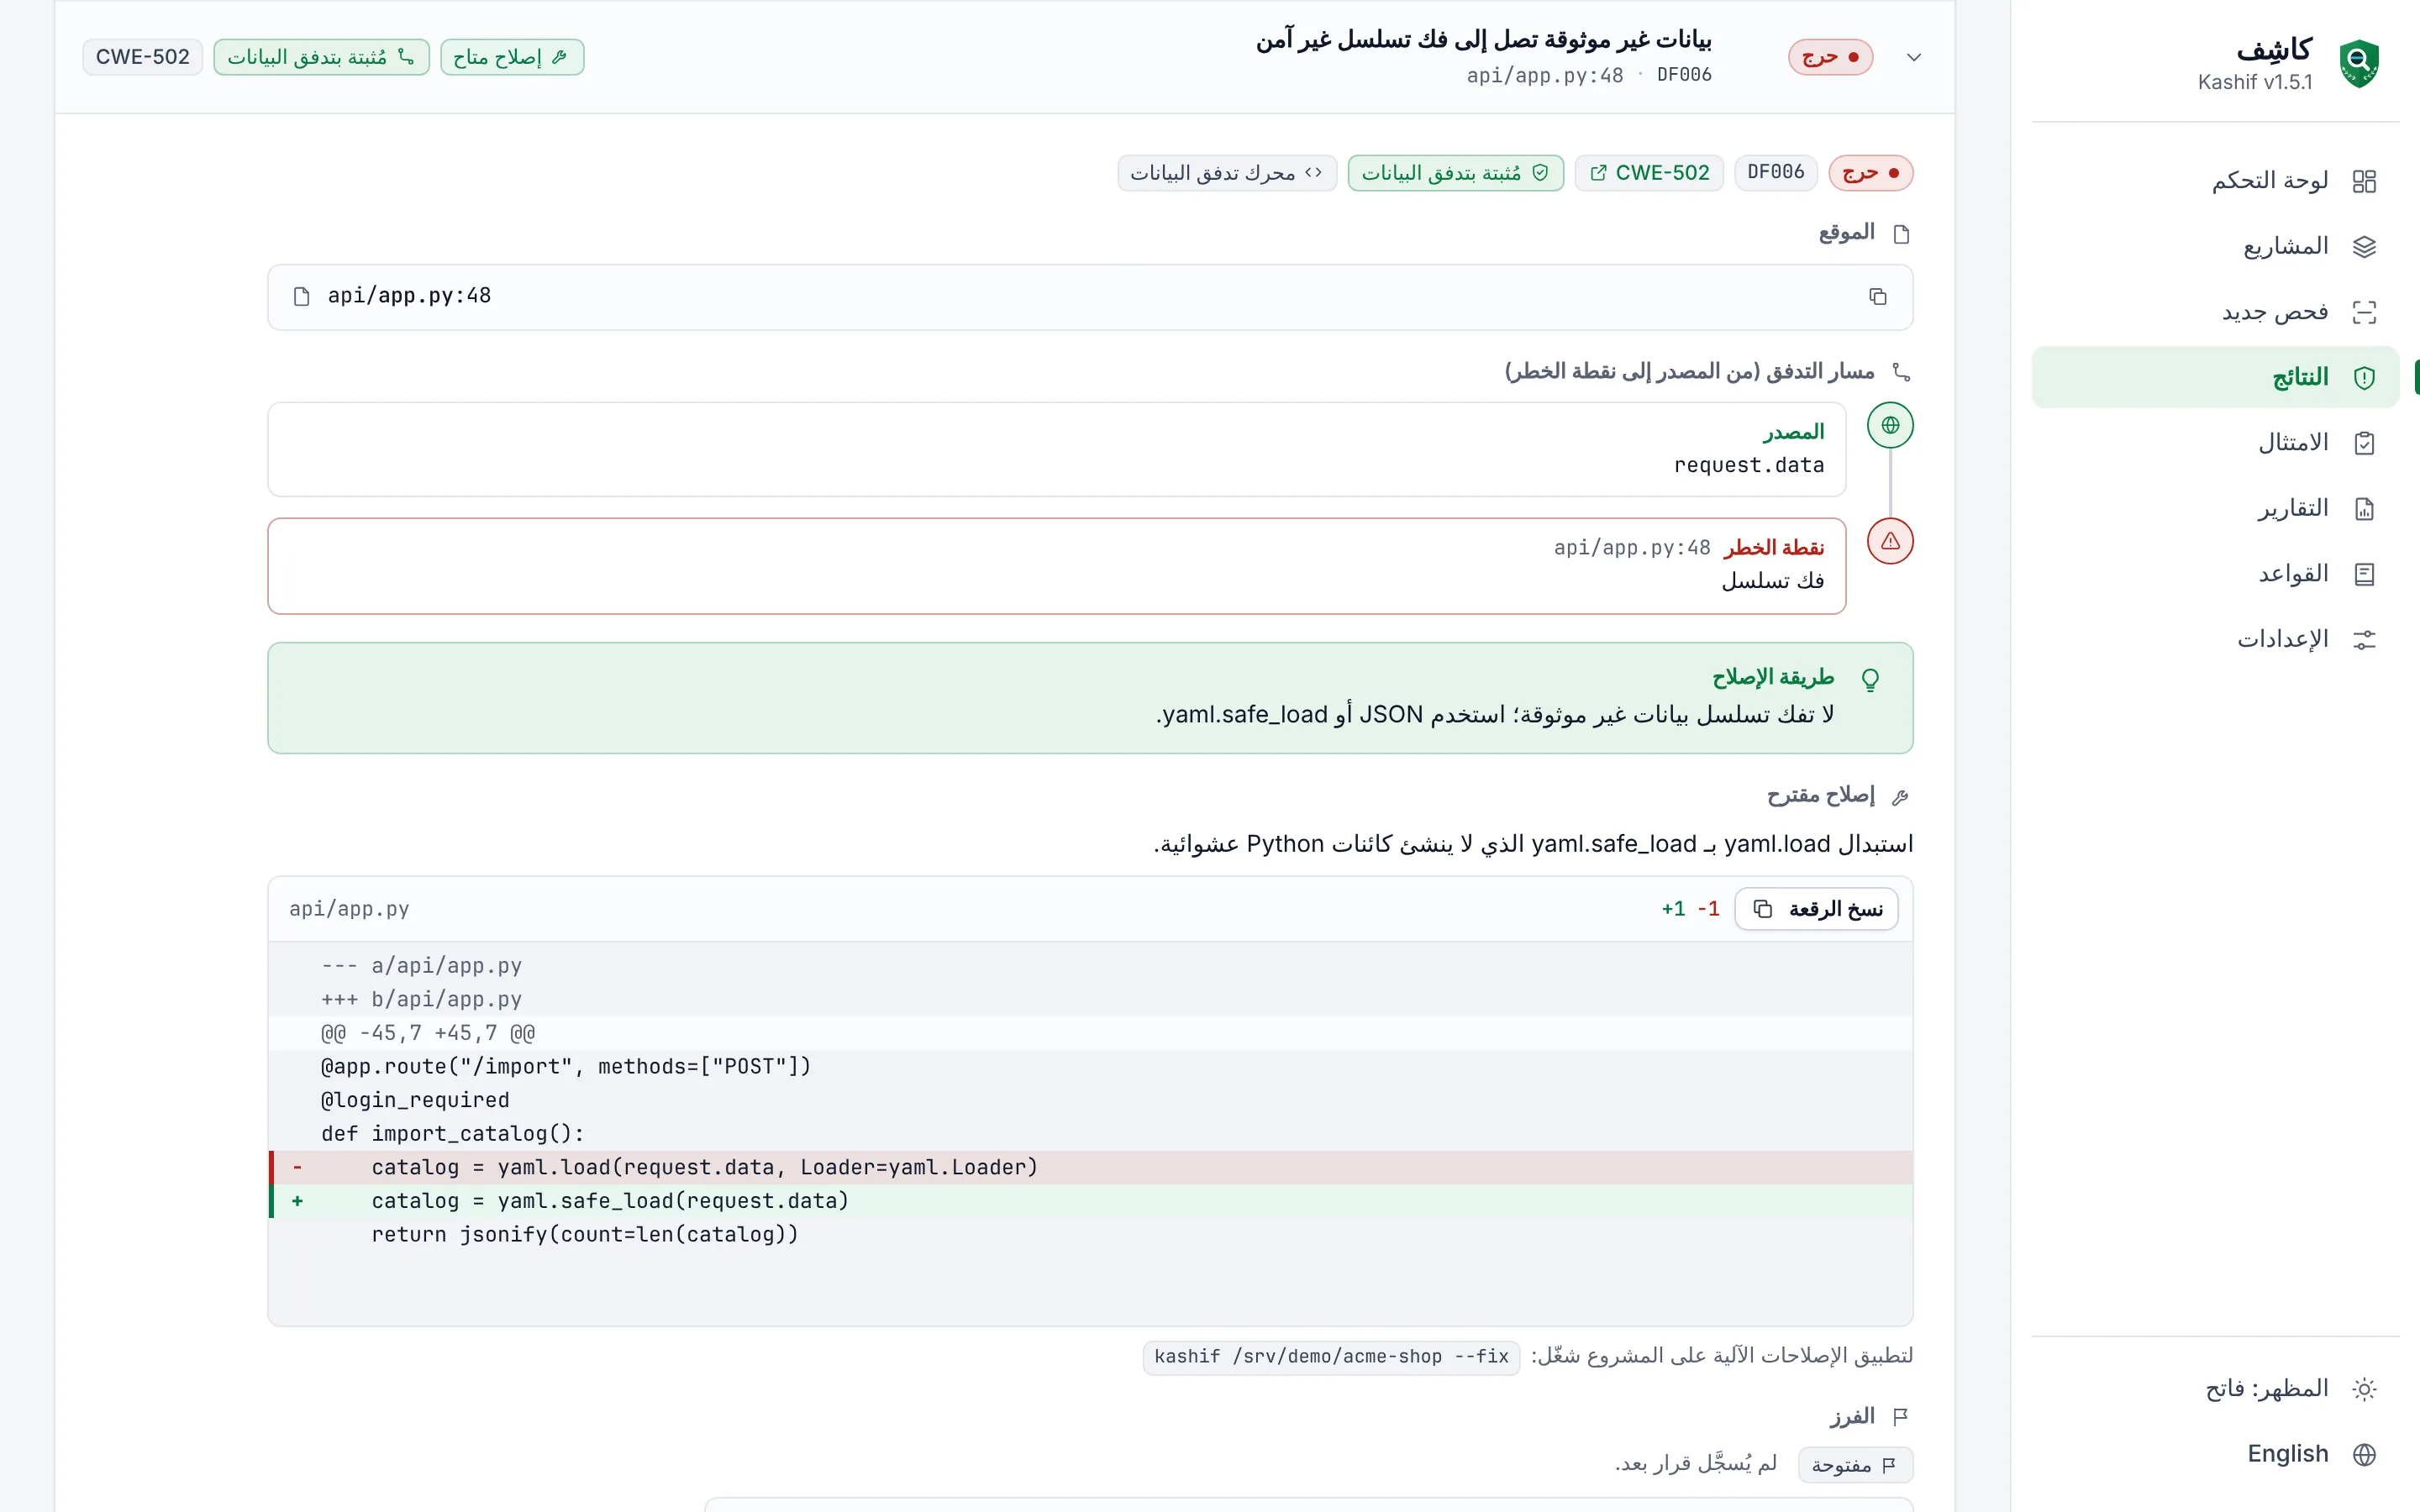 كاشِف
Kashif v1.5.1
لوحة التحكم
المشاريع
فحص جديد
النتائج
الامتثال
التقارير
القواعد
الإعدادات
المظهر: فاتح
English
حرج
بيانات غير موثوقة تصل إلى فك تسلسل غير آمن
DF006 · api/app.py:48
إصلاح متاح
مُثبتة بتدفق البيانات
CWE-502
حرج
DF006
CWE-502
مُثبتة بتدفق البيانات
محرك تدفق البيانات
الموقع
api/app.py:48
مسار التدفق (من المصدر إلى نقطة الخطر)
المصدر
request.data
نقطة الخطر api/app.py:48
فك تسلسل
طريقة الإصلاح
لا تفك تسلسل بيانات غير موثوقة؛ استخدم JSON أو yaml.safe_load.
إصلاح مقترح
استبدال yaml.load بـ yaml.safe_load الذي لا ينشئ كائنات Python عشوائية.
نسخ الرقعة
+1 -1
api/app.py
--- a/api/app.py
+++ b/api/app.py
@@ -45,7 +45,7 @@
@app.route("/import", methods=["POST"])
@login_required
def import_catalog():
-     catalog = yaml.load(request.data, Loader=yaml.Loader)
+     catalog = yaml.safe_load(request.data)
    return jsonify(count=len(catalog))
لتطبيق الإصلاحات الآلية على المشروع شغّل: kashif /srv/demo/acme-shop --fix
الفرز
مفتوحة
لم يُسجَّل قرار بعد.